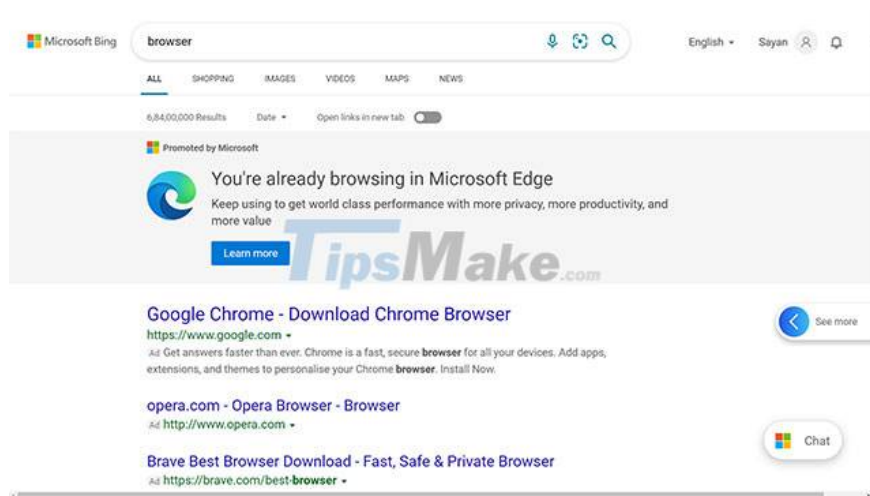 Microsoft Bing
browser
English
Sayan
ALL SHOPPING IMAGES VIDEOS MAPS NEWS
6,84,00,000 Results Date Open links in new tab
Promoted by Microsoft
You're already browsing in Microsoft Edge
Keep using to get world class performance with more privacy, more productivity, and
more value
Learn more
TipsMake.com
Google Chrome - Download Chrome Browser
https://www.google.com
Ad Get answers faster than ever. Chrome is a fast, secure browser for all your devices. Add apps,
extensions, and themes to personalise your Chrome browser. Install Now.
See more
opera.com - Opera Browser - Browser
Ad http://www.opera.com
Chat
Brave Best Browser Download - Fast, Safe & Private Browser
Ad https://brave.com/best-browser